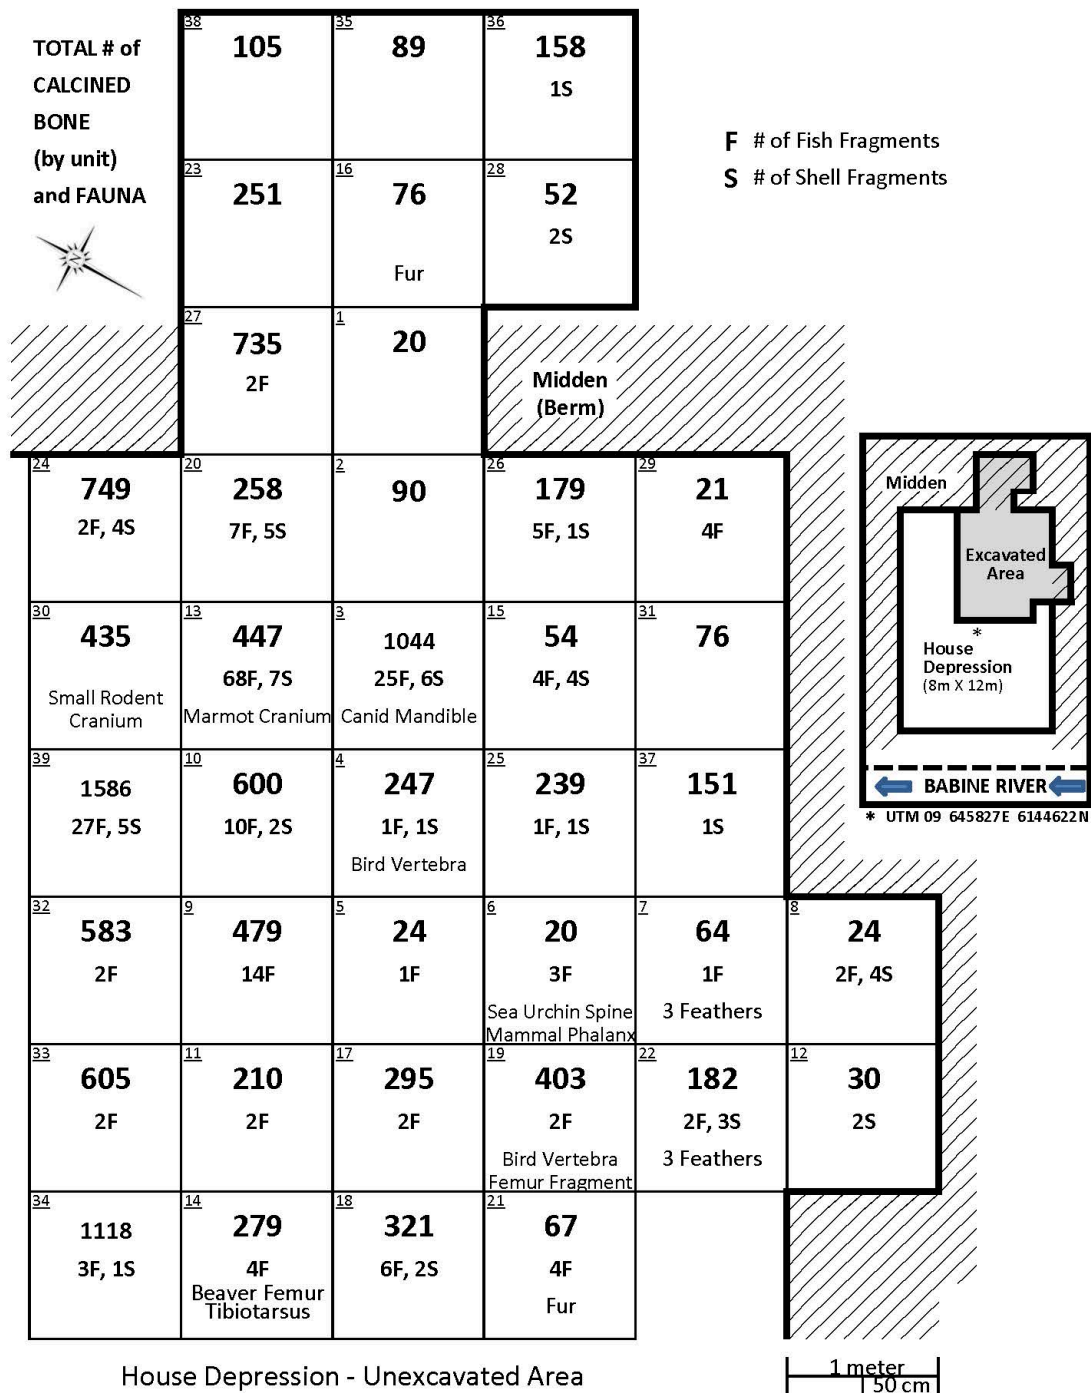 TOTAL # of
CALCINED
BONE
(by unit)
and FAUNA
N
F # of Fish Fragments
S # of Shell Fragments
38 35 36
105 89 158
1S
23 16 28
251 76 52
2S
Fur
27 1
735 20
2F
Midden
(Berm)
24 20 2 26 29
749 258 90 179 21
2F, 4S 7F, 5S 5F, 1S 4F
30 13 3 15 31
435 447 1044 54 76
68F, 7S 25F, 6S 4F, 4S
Small Rodent
Cranium Marmot Cranium Canid Mandible
39 10 4 25 37
1586 600 247 239 151
27F, 5S 10F, 2S 1F, 1S 1F, 1S 1S
Bird Vertebra
32 9 5 6 7 8
583 479 24 20 64 24
2F 14F 1F 3F 1F 2F, 4S
Sea Urchin Spine 3 Feathers
Mammal Phalanx
33 11 17 19 22 12
605 210 295 403 182 30
2F 2F 2F 2F 2F, 3S 2S
Bird Vertebra 3 Feathers
Femur Fragment
34 14 18 21
1118 279 321 67
3F, 1S 4F 6F, 2S 4F
Beaver Femur
Tibiotarsus Fur
House Depression - Unexcavated Area
1 meter
50 cm
Midden
Excavated
Area
*
House
Depression
(8m X 12m)
BABINE RIVER
* UTM 09 645827E 6144622N